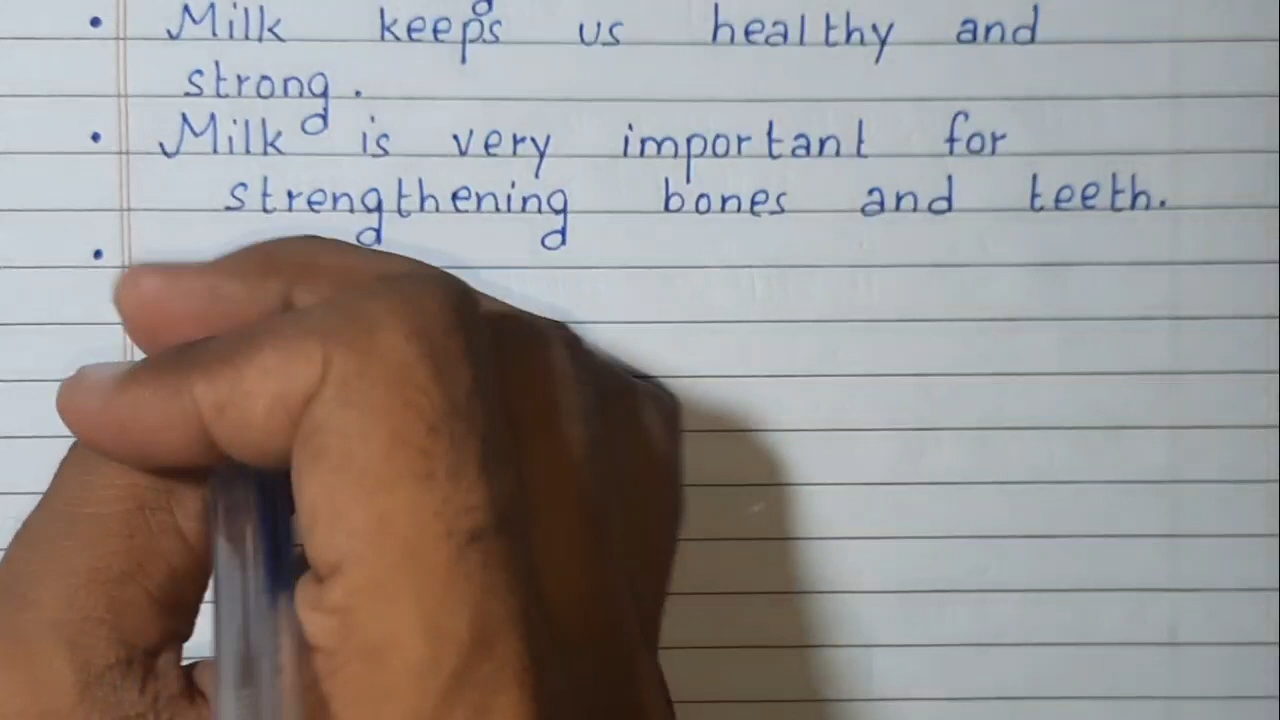 • Milk keeps us healthy and
strong.
• Milk is very important for
strengthening bones and teeth.
•